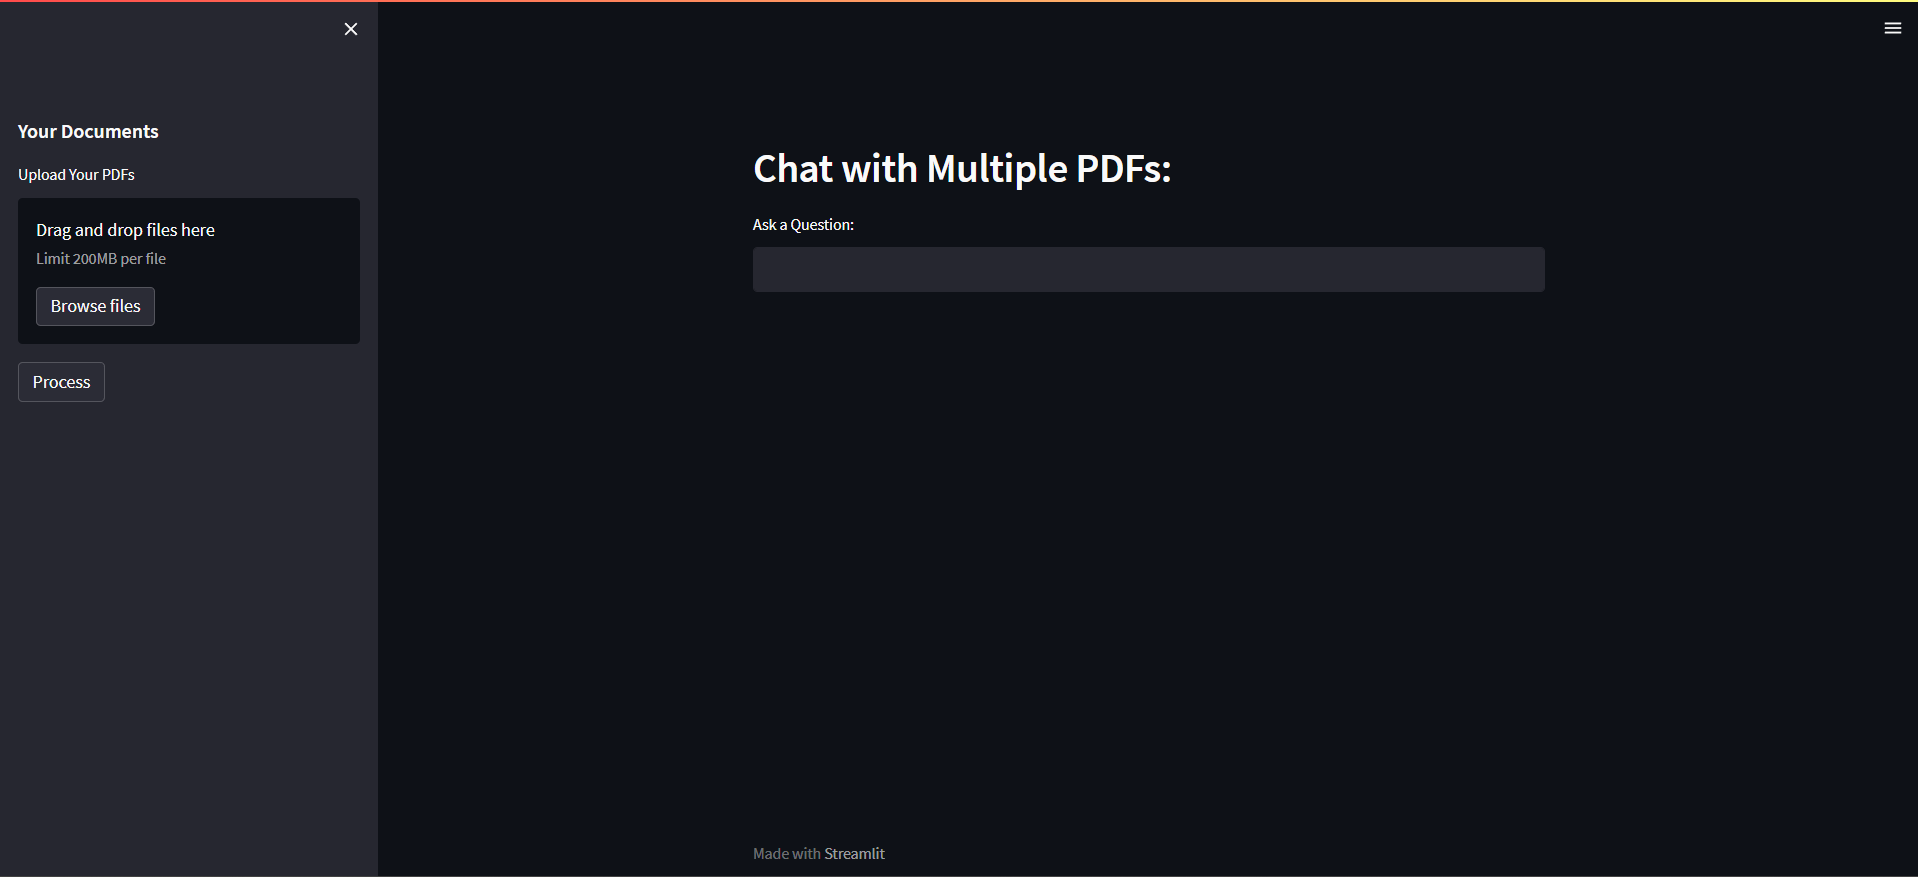 Your Documents
Upload Your PDFs
Drag and drop files here
Limit 200MB per file
Browse files
Process
Chat with Multiple PDFs:
Ask a Question:
Made with Streamlit